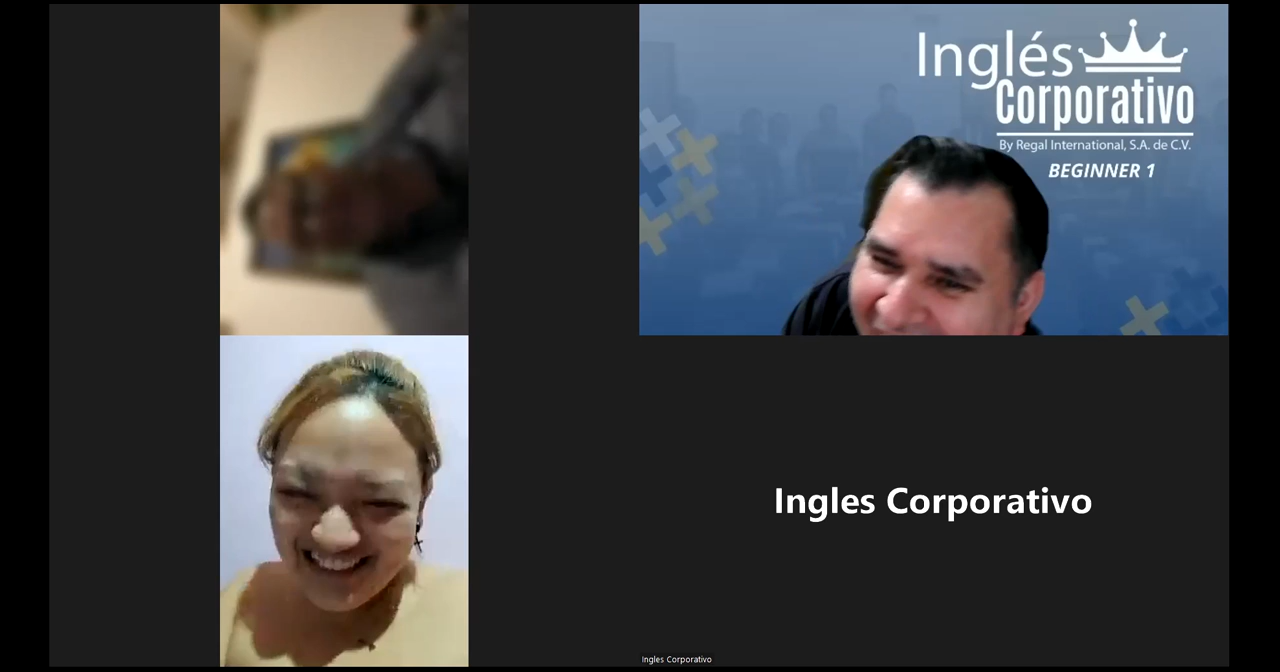 Inglés
Corporativo
By Regal International, S.A. de C.V.
BEGINNER 1
Ingles Corporativo
Ingles Corporativo